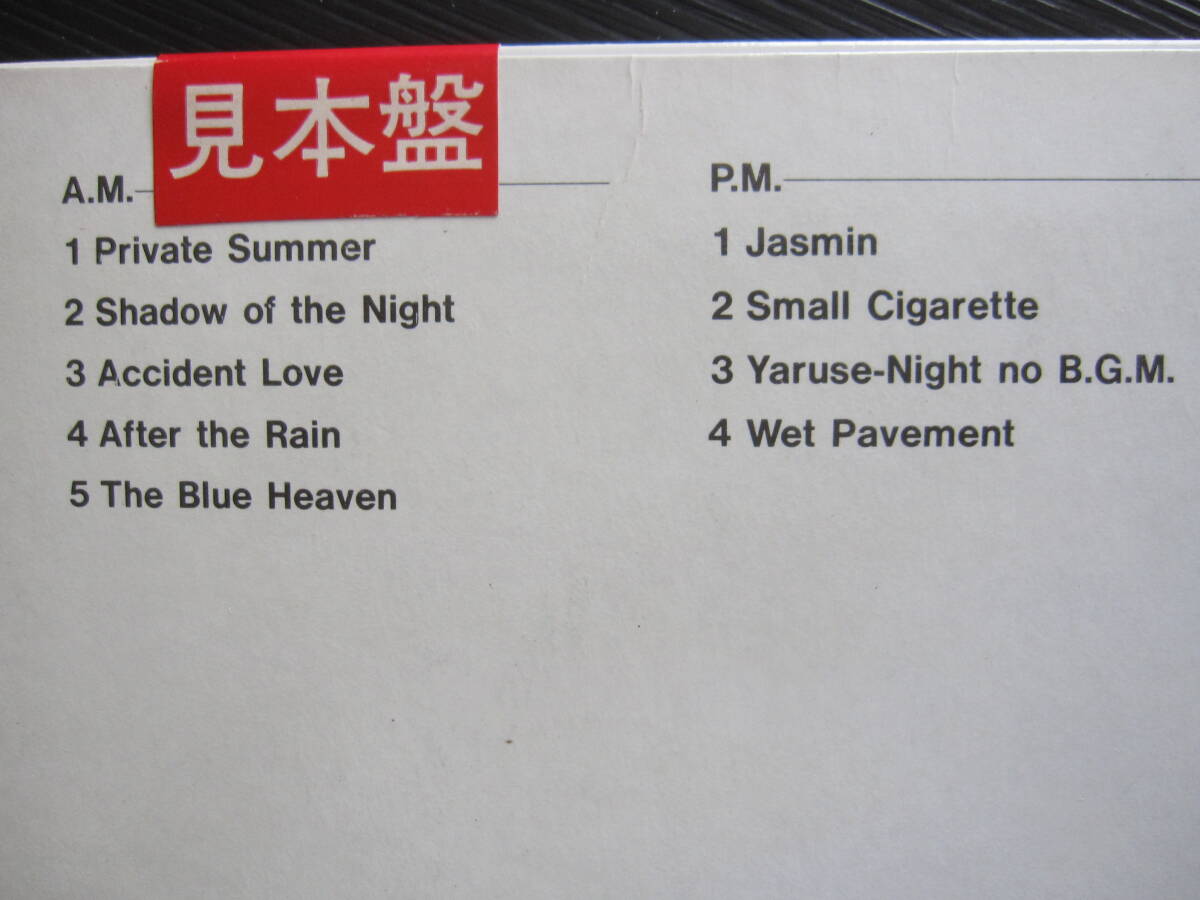 見本盤
A.M.
1 Private Summer
2 Shadow of the Night
3 Accident Love
4 After the Rain
5 The Blue Heaven
P.M.
1 Jasmin
2 Small Cigarette
3 Yaruse-Night no B.G.M.
4 Wet Pavement